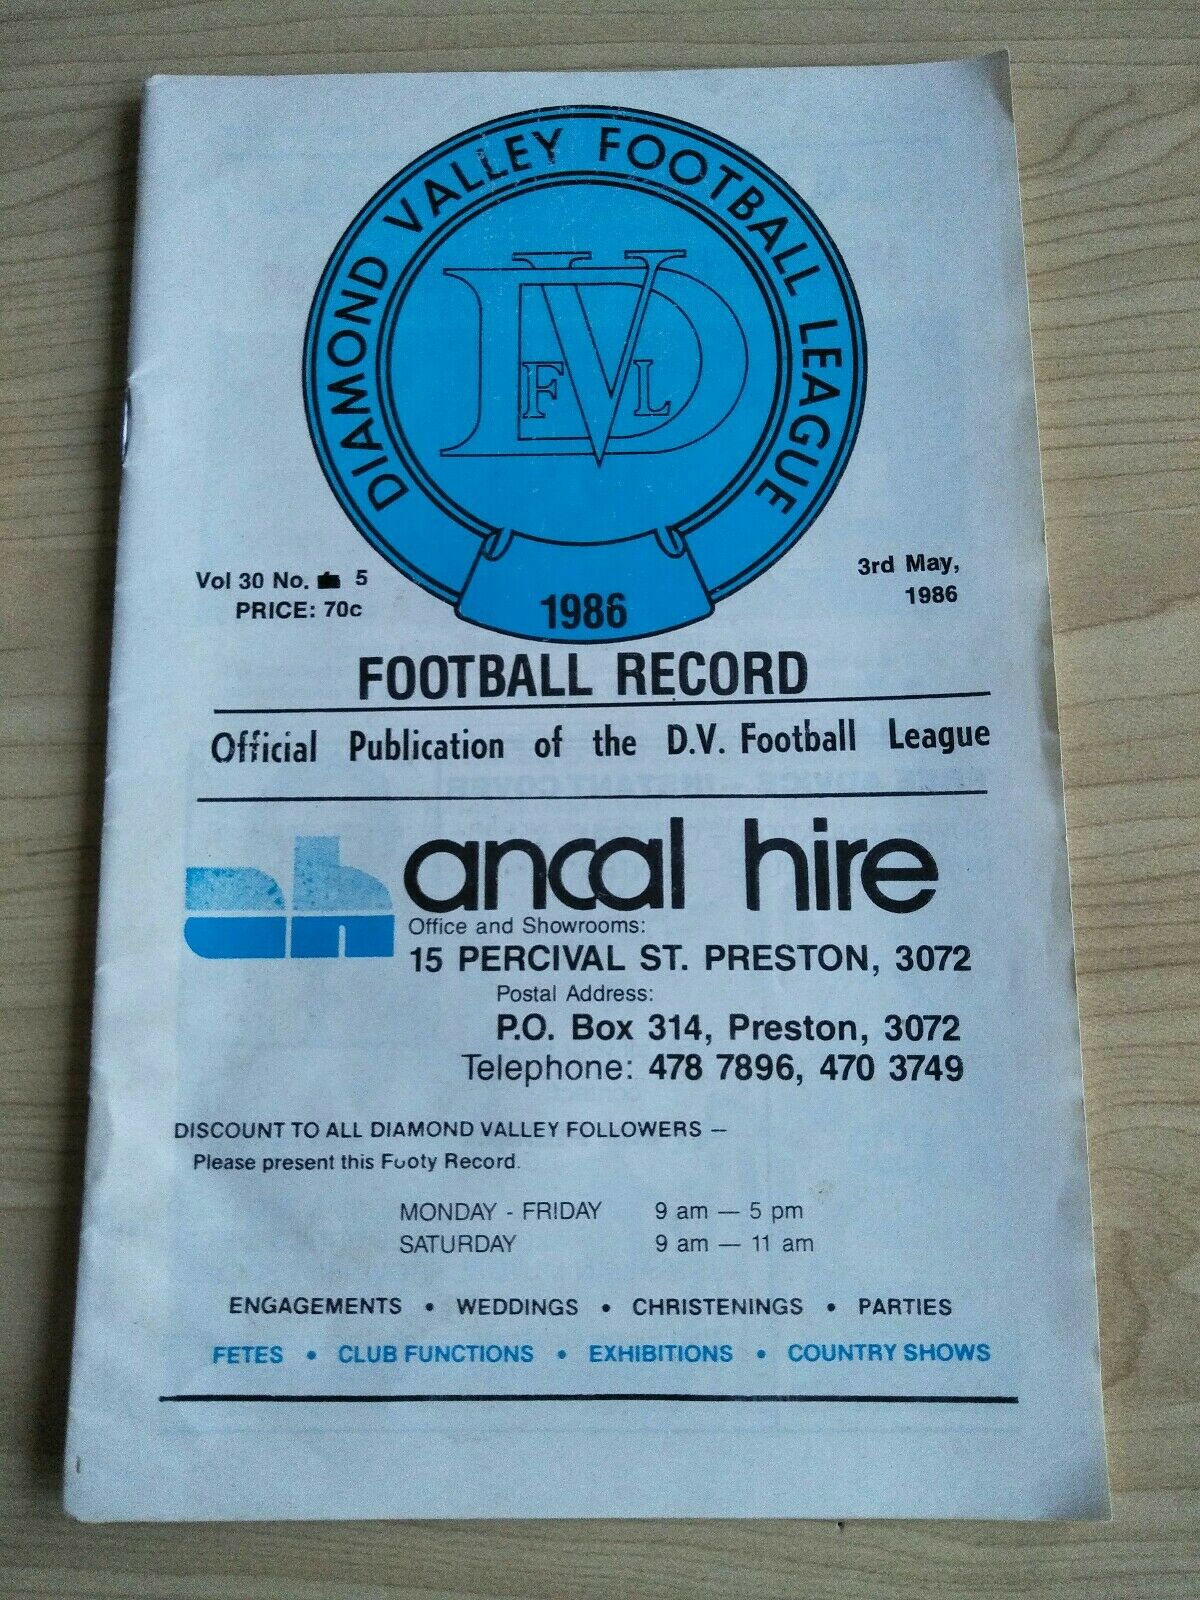 DIAMOND VALLEY FOOTBALL LEAGUE
DV
F L
1986
Vol 30 No. 5
PRICE: 70c
3rd May,
1986
FOOTBALL RECORD
Official Publication of the D.V. Football League
ah
ancal hire
Office and Showrooms:
15 PERCIVAL ST. PRESTON, 3072
Postal Address:
P.O. Box 314, Preston, 3072
Telephone: 478 7896, 470 3749
DISCOUNT TO ALL DIAMOND VALLEY FOLLOWERS —
Please present this Footy Record.
MONDAY - FRIDAY 9 am — 5 pm
SATURDAY 9 am — 11 am
ENGAGEMENTS • WEDDINGS • CHRISTENINGS • PARTIES
FETES • CLUB FUNCTIONS • EXHIBITIONS • COUNTRY SHOWS